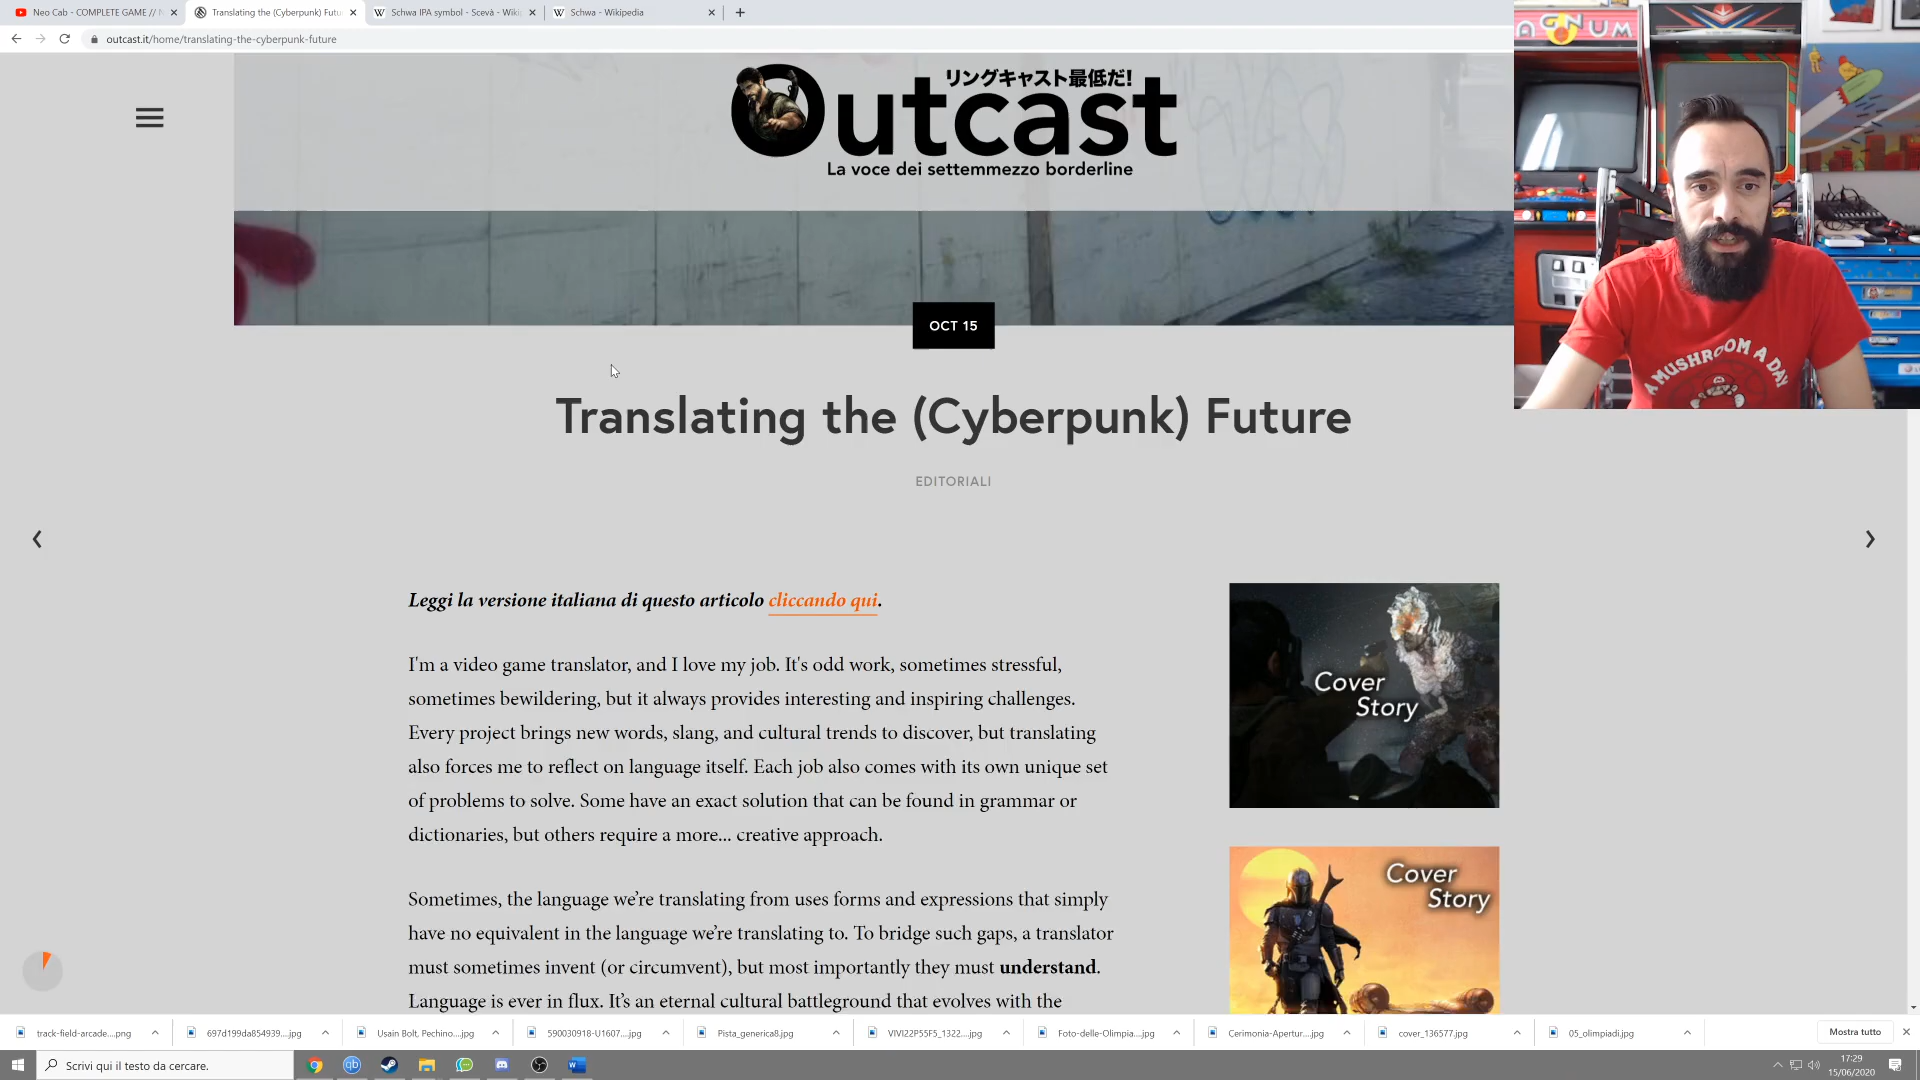 Neo Cab - COMPLETE GAME // N
Translating the (Cyberpunk) Futu
Schwa IPA symbol - Scevà - Wiki
Schwa - Wikipedia
outcast.it/home/translating-the-cyberpunk-future
リングキャスト最低だ!
Outcast
La voce dei settemmezzo borderline
OCT 15
Translating the (Cyberpunk) Future
EDITORIALI
Leggi la versione italiana di questo articolo cliccando qui.
I'm a video game translator, and I love my job. It's odd work, sometimes stressful,
sometimes bewildering, but it always provides interesting and inspiring challenges.
Every project brings new words, slang, and cultural trends to discover, but translating
also forces me to reflect on language itself. Each job also comes with its own unique set
of problems to solve. Some have an exact solution that can be found in grammar or
dictionaries, but others require a more... creative approach.
Sometimes, the language we’re translating from uses forms and expressions that simply
have no equivalent in the language we’re translating to. To bridge such gaps, a translator
must sometimes invent (or circumvent), but most importantly they must understand.
Language is ever in flux. It’s an eternal cultural battleground that evolves with the
Cover
Story
Cover
Story
AGNUM
A MUSHROOM A DAY
track-field-arcade....png
697d199da854939....jpg
Usain Bolt, Pechino....jpg
590030918-U1607....jpg
Pista_generica8.jpg
VIVI22P55F5_1322....jpg
Foto-delle-Olimpia....jpg
Cerimonia-Apertur....jpg
cover_136577.jpg
05_olimpiadi.jpg
Mostra tutto
Scrivi qui il testo da cercare.
17:29
15/06/2020